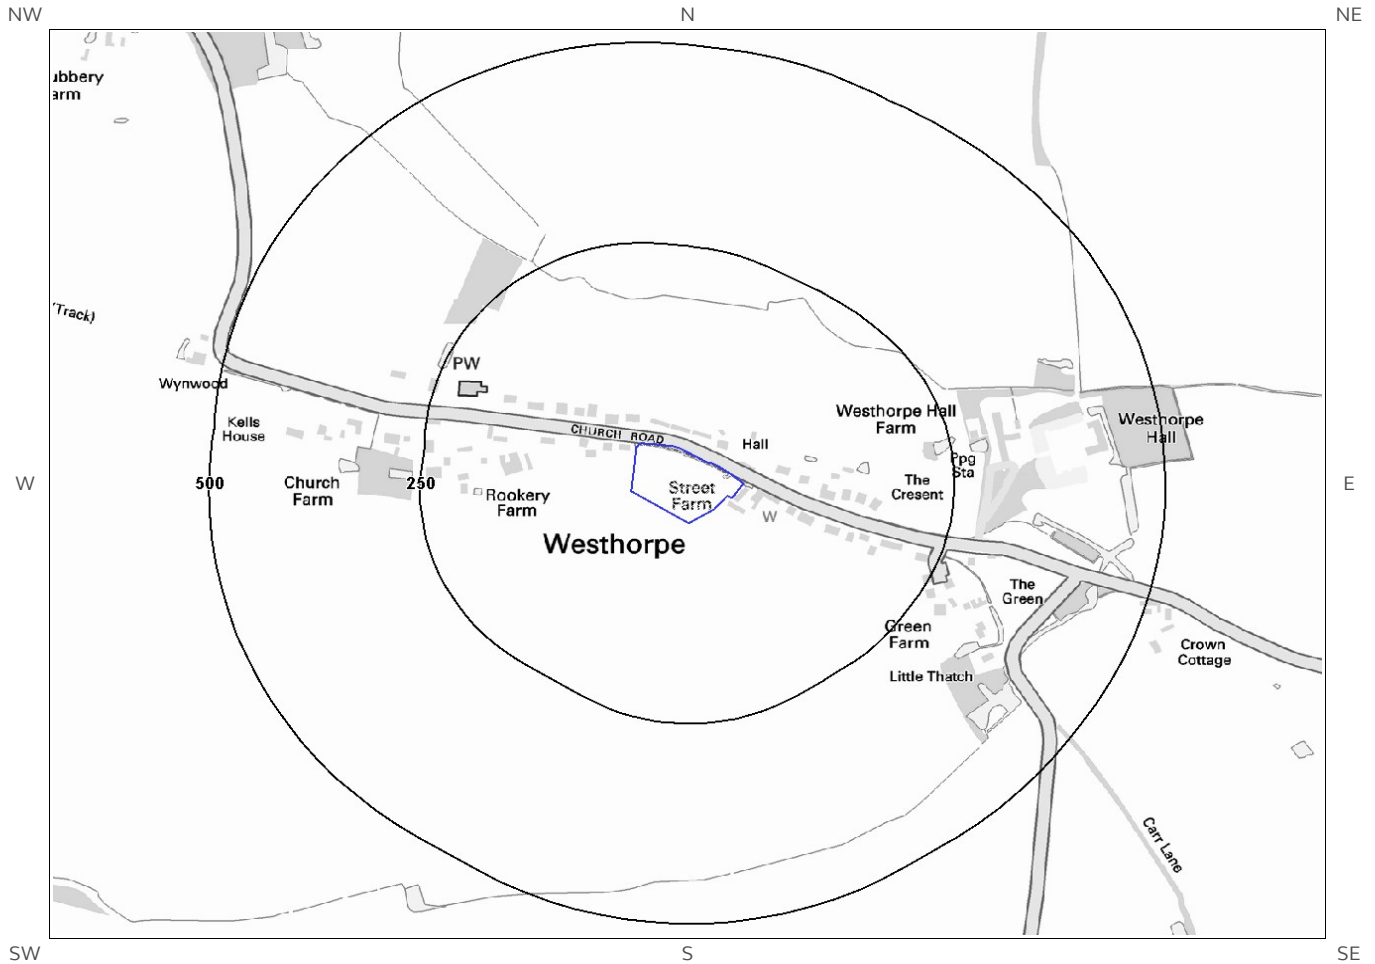 NW
N
NE
ubbery
arm
Track)
PW
Wynwood
Kells
House
CHURCH ROAD
Hall
Westhorpe Hall
Farm
Westhorpe
Hall
Ppg
Sta
W
500
Church
Farm
250
Rookery
Farm
Street
Farm
The
Cresent
E
W
Westhorpe
The
Green
Green
Farm
Little Thatch
Crown
Cottage
Carr Lane
SW
S
SE